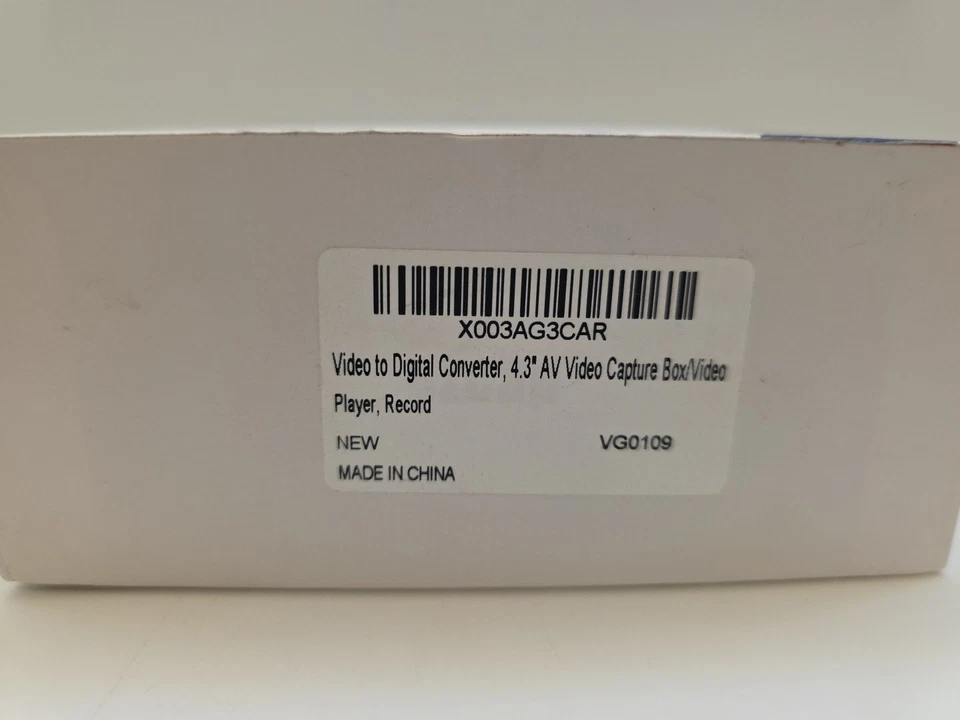 X003AG3CAR
Video to Digital Converter, 4.3" AV Video Capture Box/Video
Player, Record
NEW VG0109
MADE IN CHINA